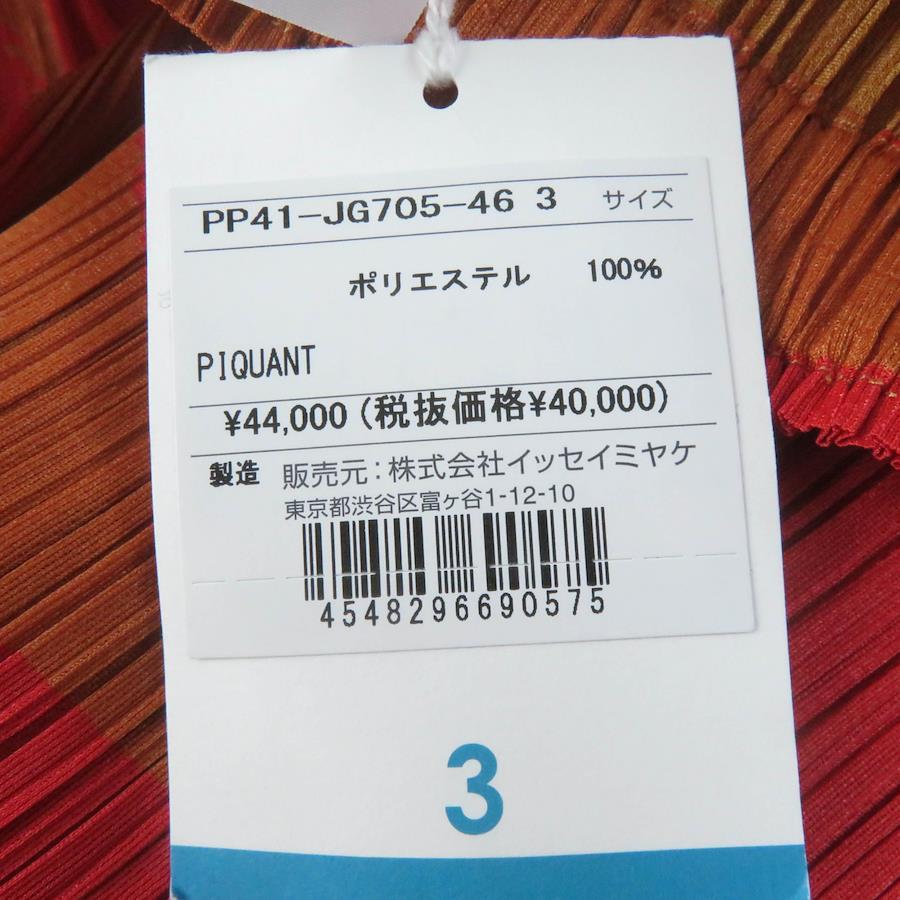 PP41-JG705-46 3 サイズ
ポリエステル 100%
PIQUANT
¥44,000 (税抜価格¥40,000)
製造 販売元:株式会社イッセイミヤケ
東京都渋谷区富ヶ谷1-12-10
4548296690575
3